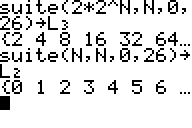 suite(2*2^N,N,0,
26)→L₃
{2 4 8 16 32 64…
suite(N,N,0,26)→
L₂
{0 1 2 3 4 5 6 …